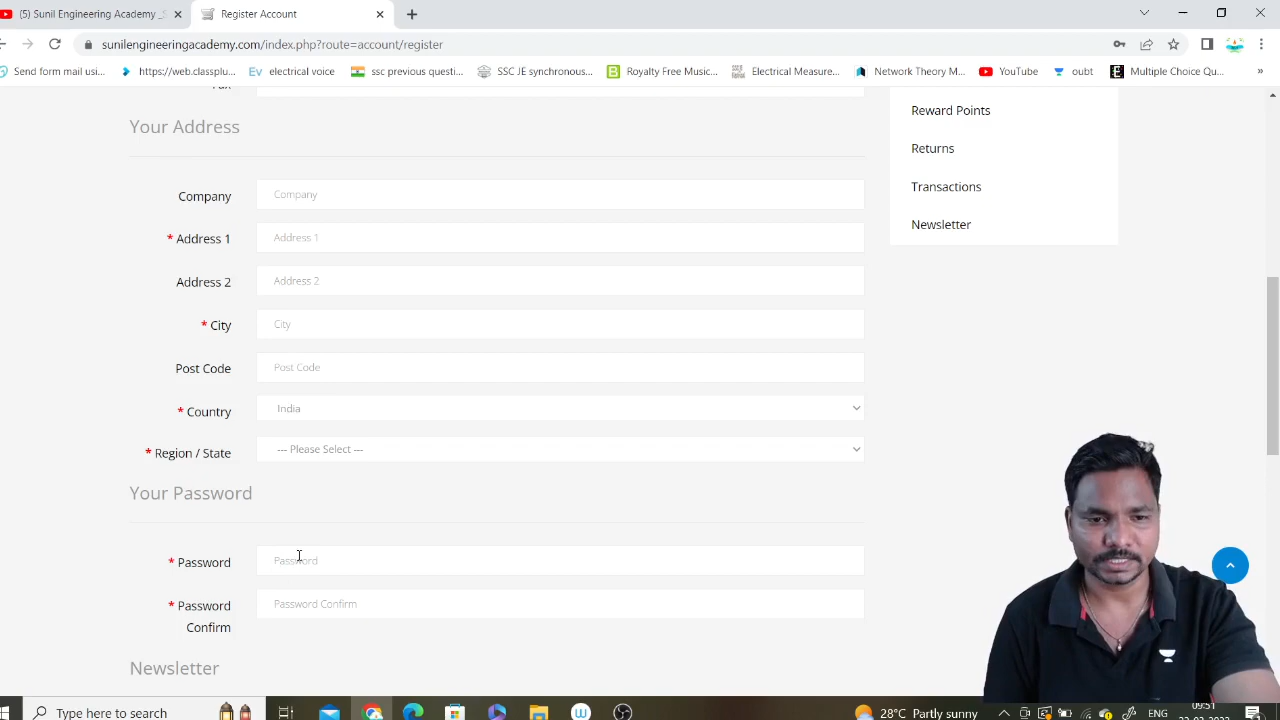 (5) Sunil Engineering Academy _S
Register Account
sunilengineeringacademy.com/index.php?route=account/register
Send form mail usi...
https://web.classplu...
Ev electrical voice
ssc previous questi...
SSC JE synchronous...
Royalty Free Music...
Electrical Measure...
Network Theory M...
YouTube
oubt
Multiple Choice Qu...
»
Your Address
Company
Company
* Address 1
Address 1
Address 2
Address 2
* City
City
Post Code
Post Code
* Country
India
* Region / State
--- Please Select ---
Your Password
* Password
Password
* Password Confirm
Password Confirm
Newsletter
Reward Points
Returns
Transactions
Newsletter
Type here to search
28°C Partly sunny
ENG
09:51